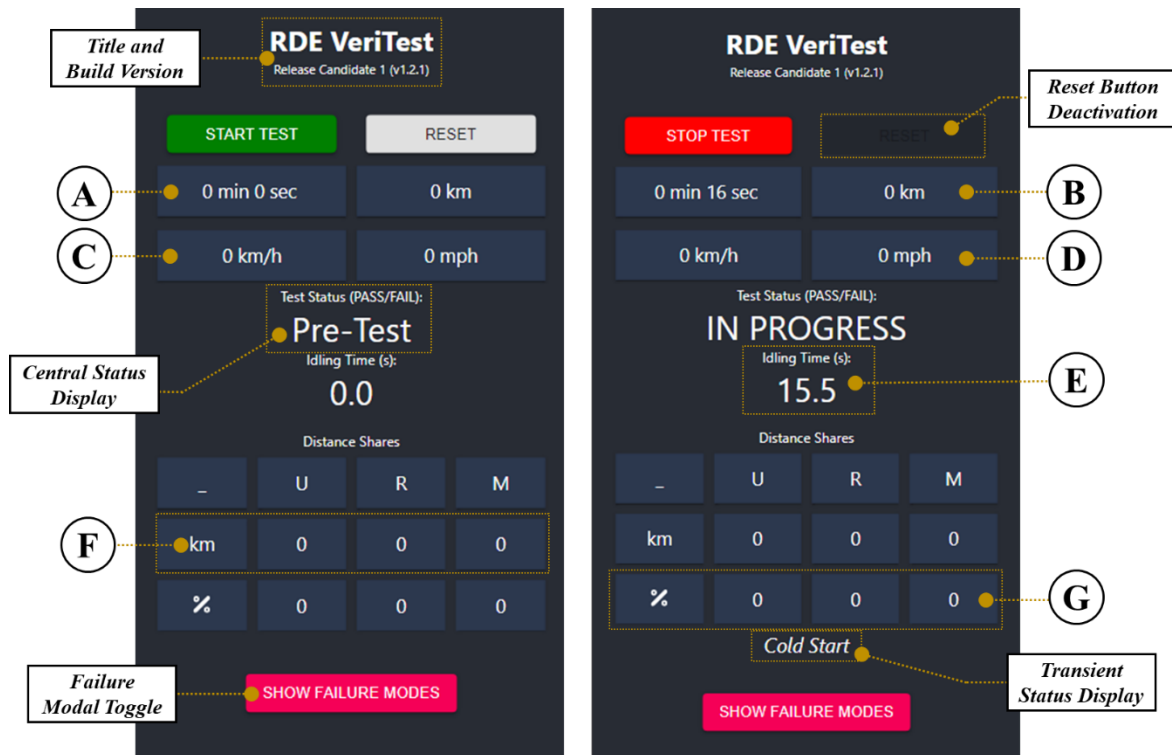 Title and
Build Version
RDE VeriTest
Release Candidate 1 (v1.2.1)
START TEST
RESET
A
0 min 0 sec
0 km
C
0 km/h
0 mph
Test Status (PASS/FAIL):
Pre-Test
Central Status
Display
Idling Time (s):
0.0
Distance Shares
_ U R M
F
km 0 0 0
% 0 0 0
Failure
Modal Toggle
SHOW FAILURE MODES
RDE VeriTest
Release Candidate 1 (v1.2.1)
Reset Button
Deactivation
STOP TEST
RESET
0 min 16 sec
0 km
B
0 km/h
0 mph
D
Test Status (PASS/FAIL):
IN PROGRESS
Idling Time (s):
15.5
E
Distance Shares
_ U R M
km 0 0 0
% 0 0 0
G
Cold Start
Transient
Status Display
SHOW FAILURE MODES